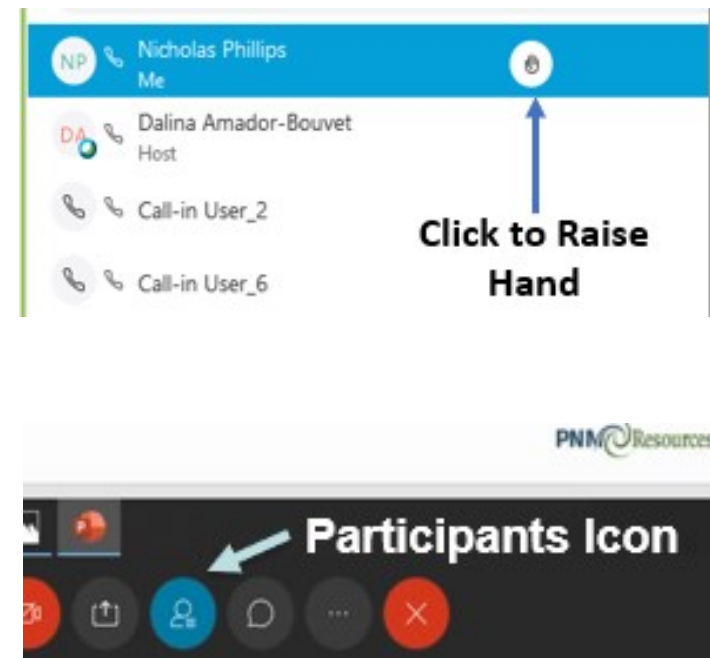 NP Nicholas Phillips
Me
DA Dalina Amador-Bouvet
Host
Call-in User_2
Call-in User_6
Click to Raise
Hand
PNM Resources
P
Participants Icon